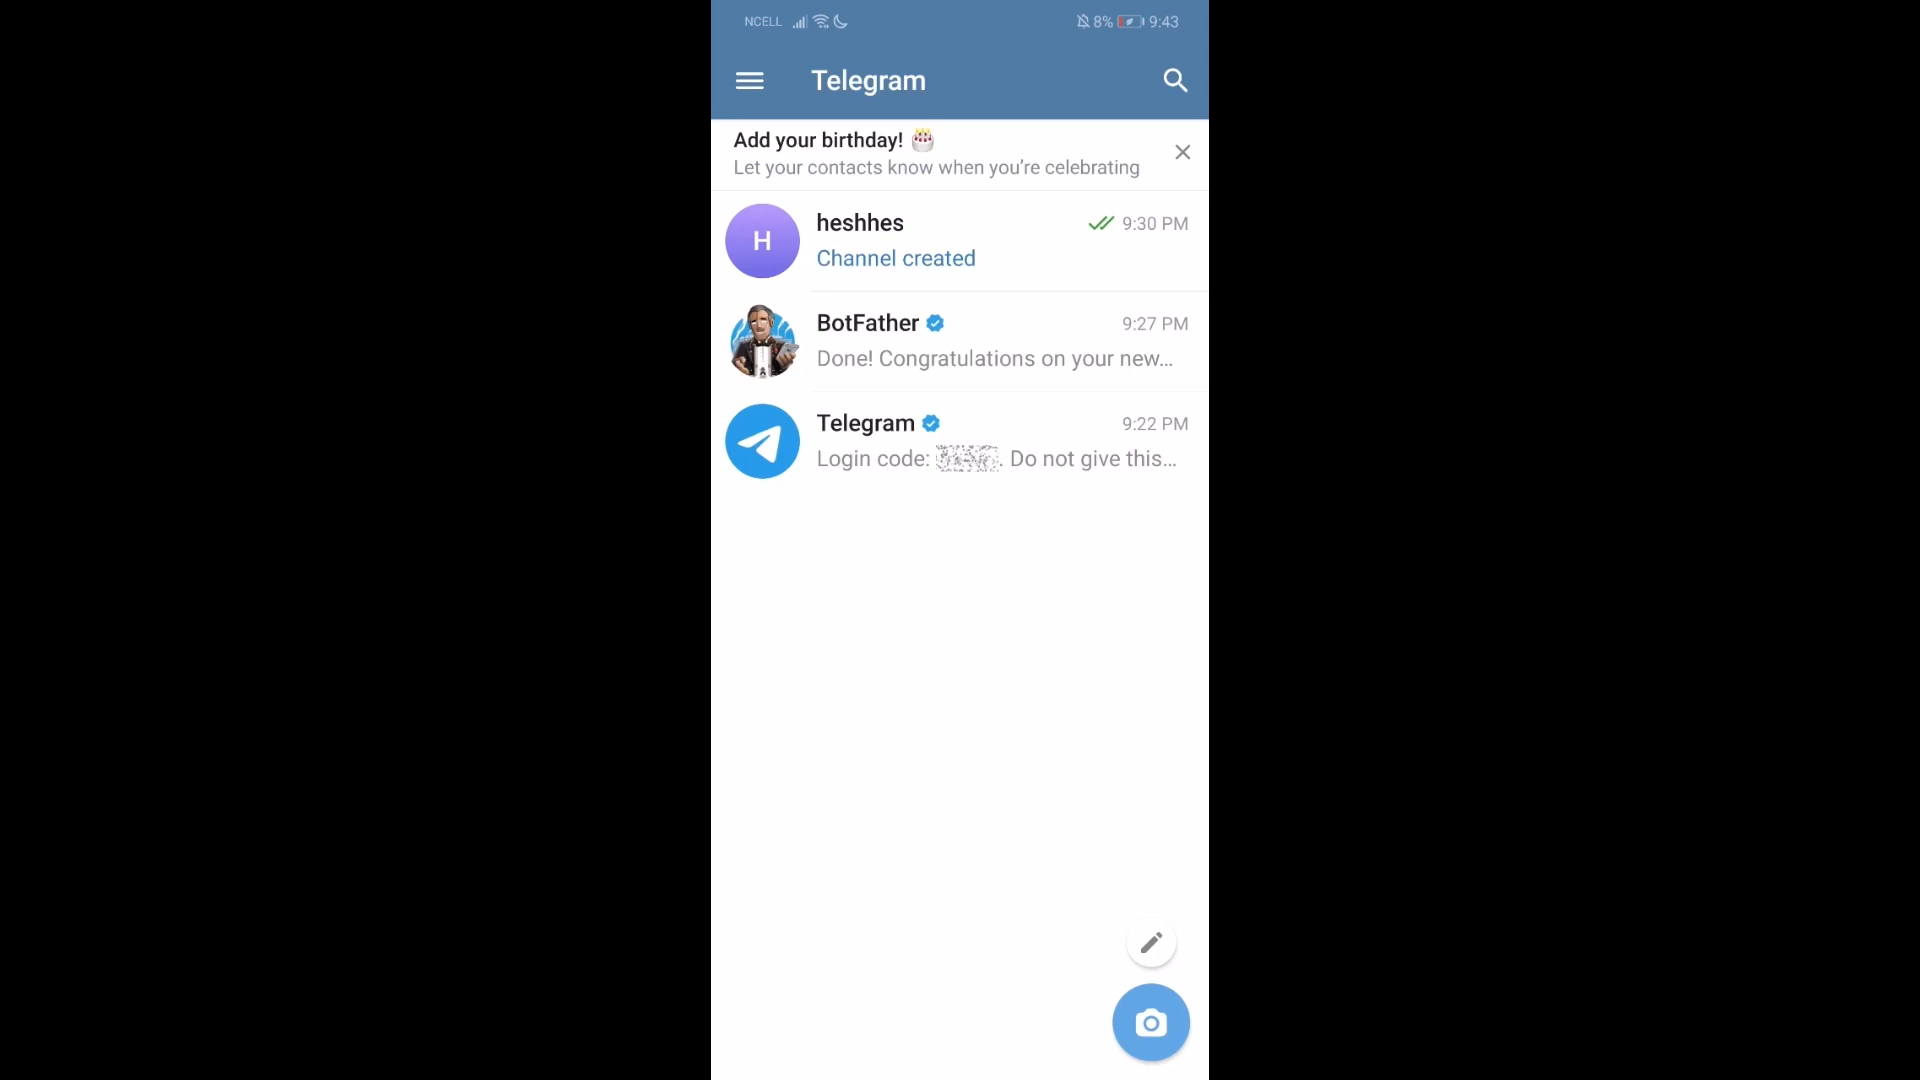 NCELL 8% 9:43
Telegram
Add your birthday! 🎂
Let your contacts know when you’re celebrating
H
heshhes 9:30 PM
Channel created
BotFather 9:27 PM
Done! Congratulations on your new...
Telegram 9:22 PM
Login code: . Do not give this...